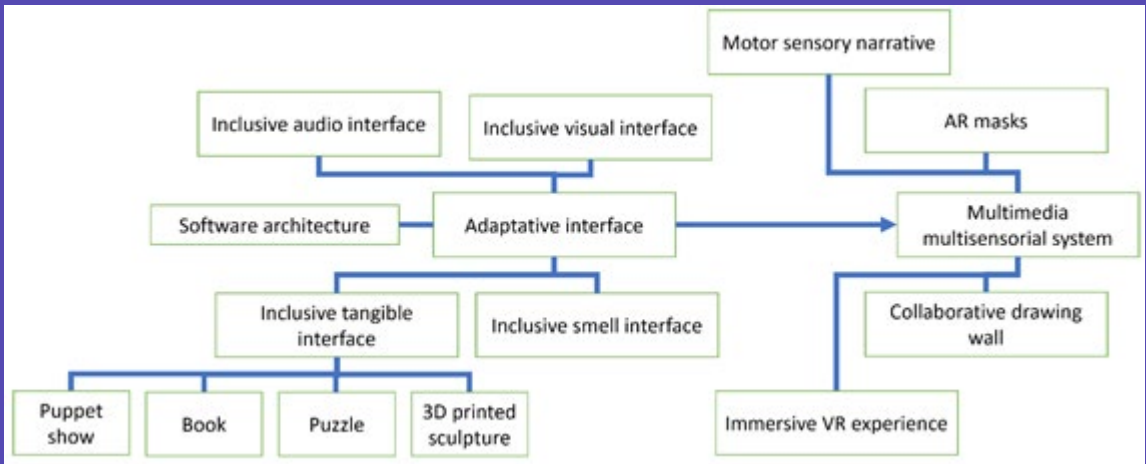 Motor sensory narrative
Inclusive audio interface
Inclusive visual interface
AR masks
Software architecture
Adaptative interface
Multimedia
multisensorial system
Inclusive tangible
interface
Inclusive smell interface
Collaborative drawing
wall
Puppet
show
Book
Puzzle
3D printed
sculpture
Immersive VR experience